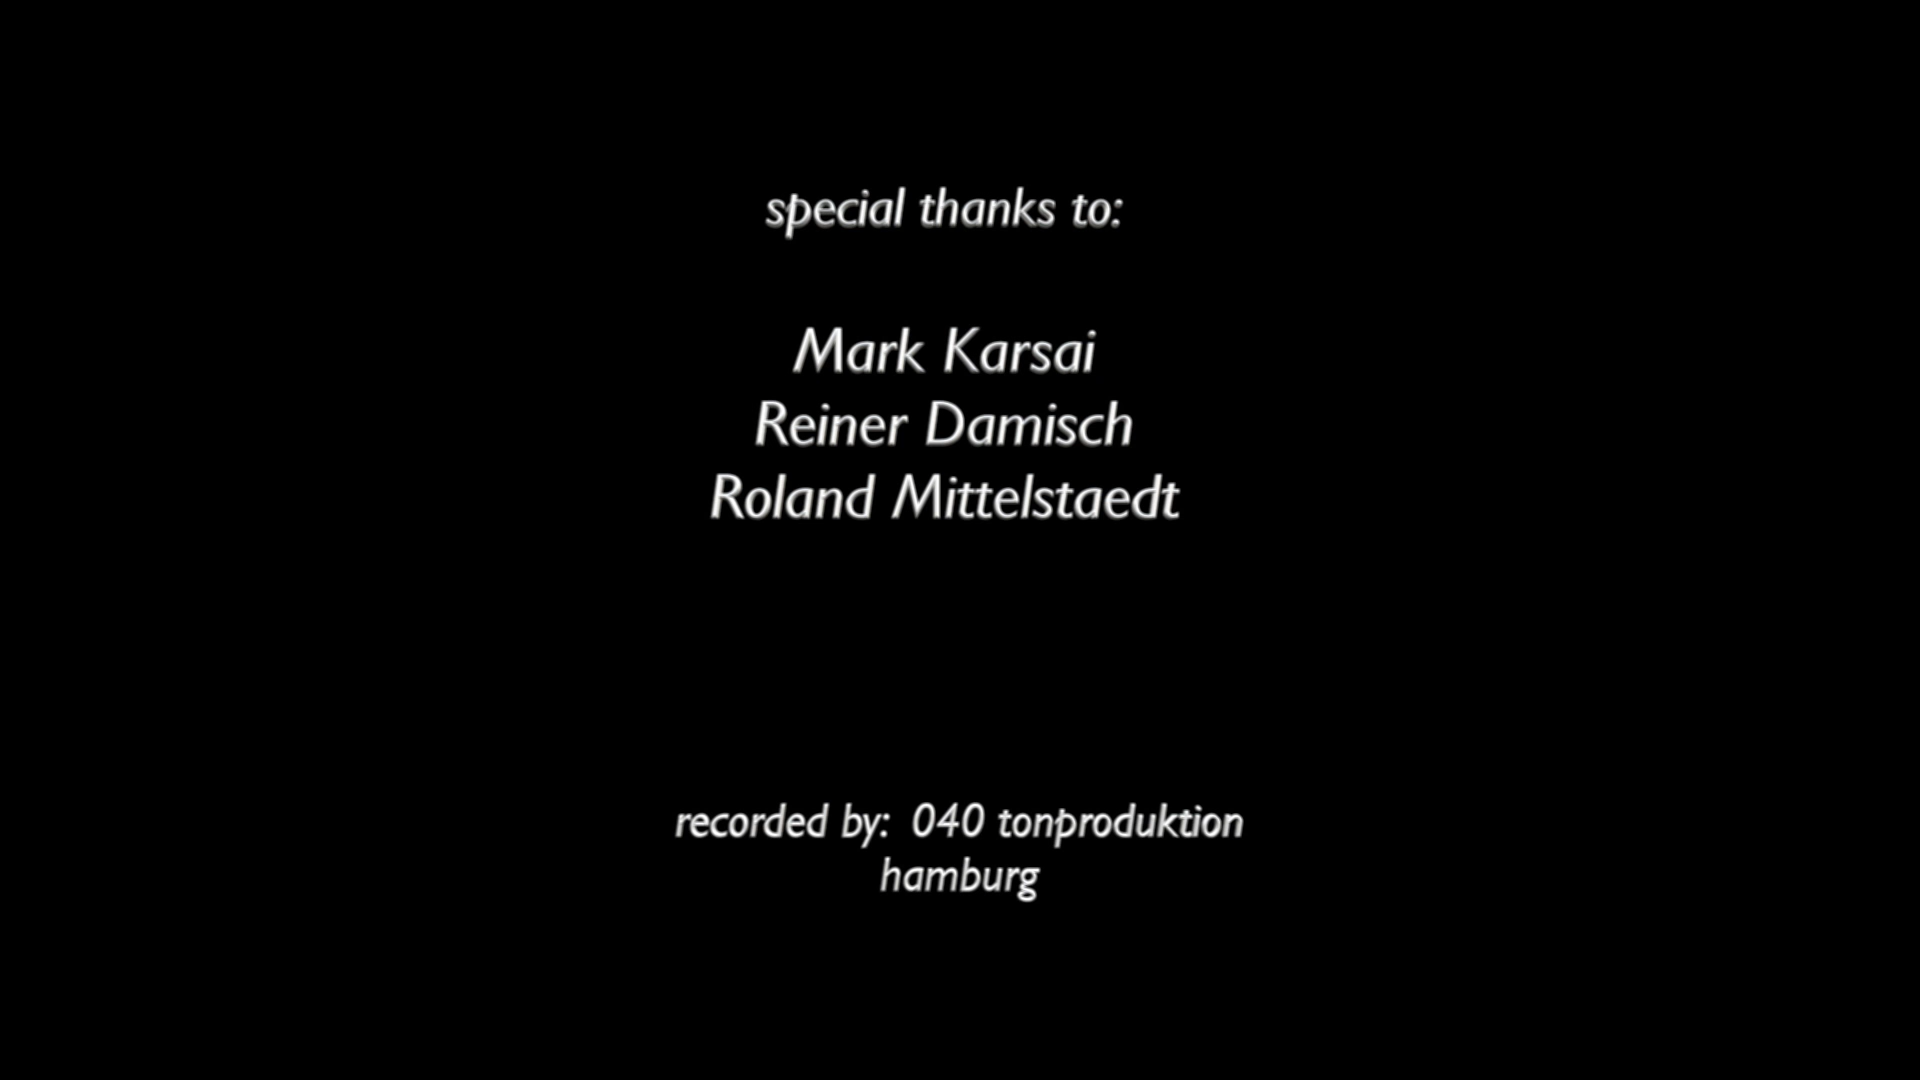 special thanks to:
Mark Karsai
Reiner Damisch
Roland Mittelstaedt
recorded by: 040 tonproduktion
hamburg